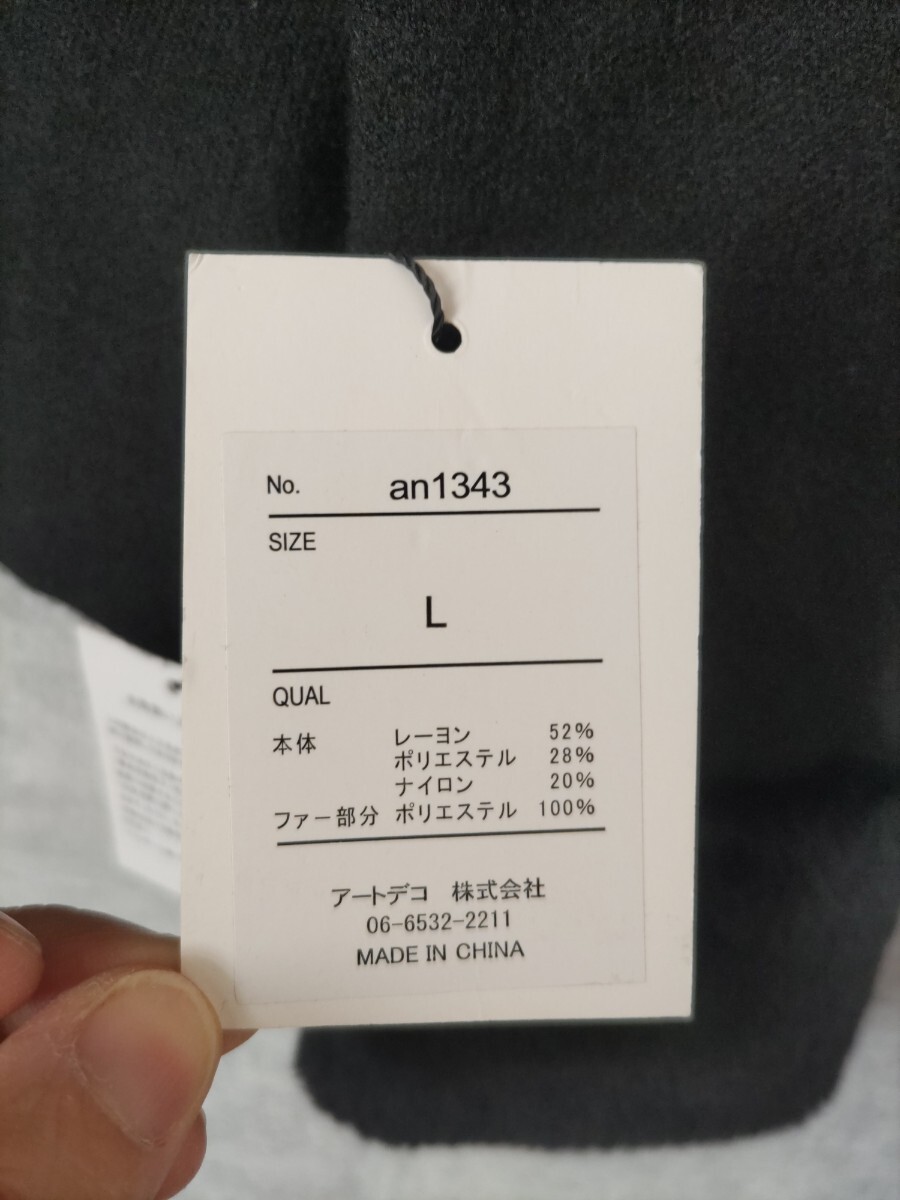 No. an1343
SIZE
L
QUAL
本体 レーヨン 52%
ポリエステル 28%
ナイロン 20%
ファー部分 ポリエステル 100%
アートデコ 株式会社
06-6532-2211
MADE IN CHINA